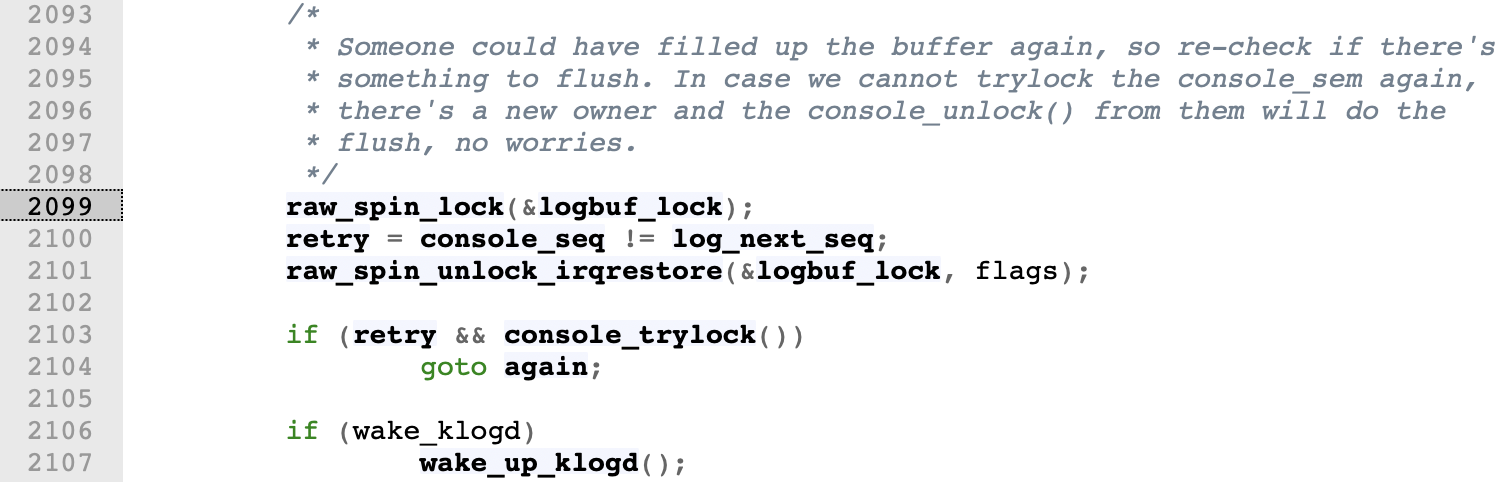 2093 /*
2094 * Someone could have filled up the buffer again, so re-check if there's
2095 * something to flush. In case we cannot trylock the console_sem again,
2096 * there's a new owner and the console_unlock() from them will do the
2097 * flush, no worries.
2098 */
2099 raw_spin_lock(&logbuf_lock);
2100 retry = console_seq != log_next_seq;
2101 raw_spin_unlock_irqrestore(&logbuf_lock, flags);
2102
2103 if (retry && console_trylock())
2104 goto again;
2105
2106 if (wake_klogd)
2107 wake_up_klogd();